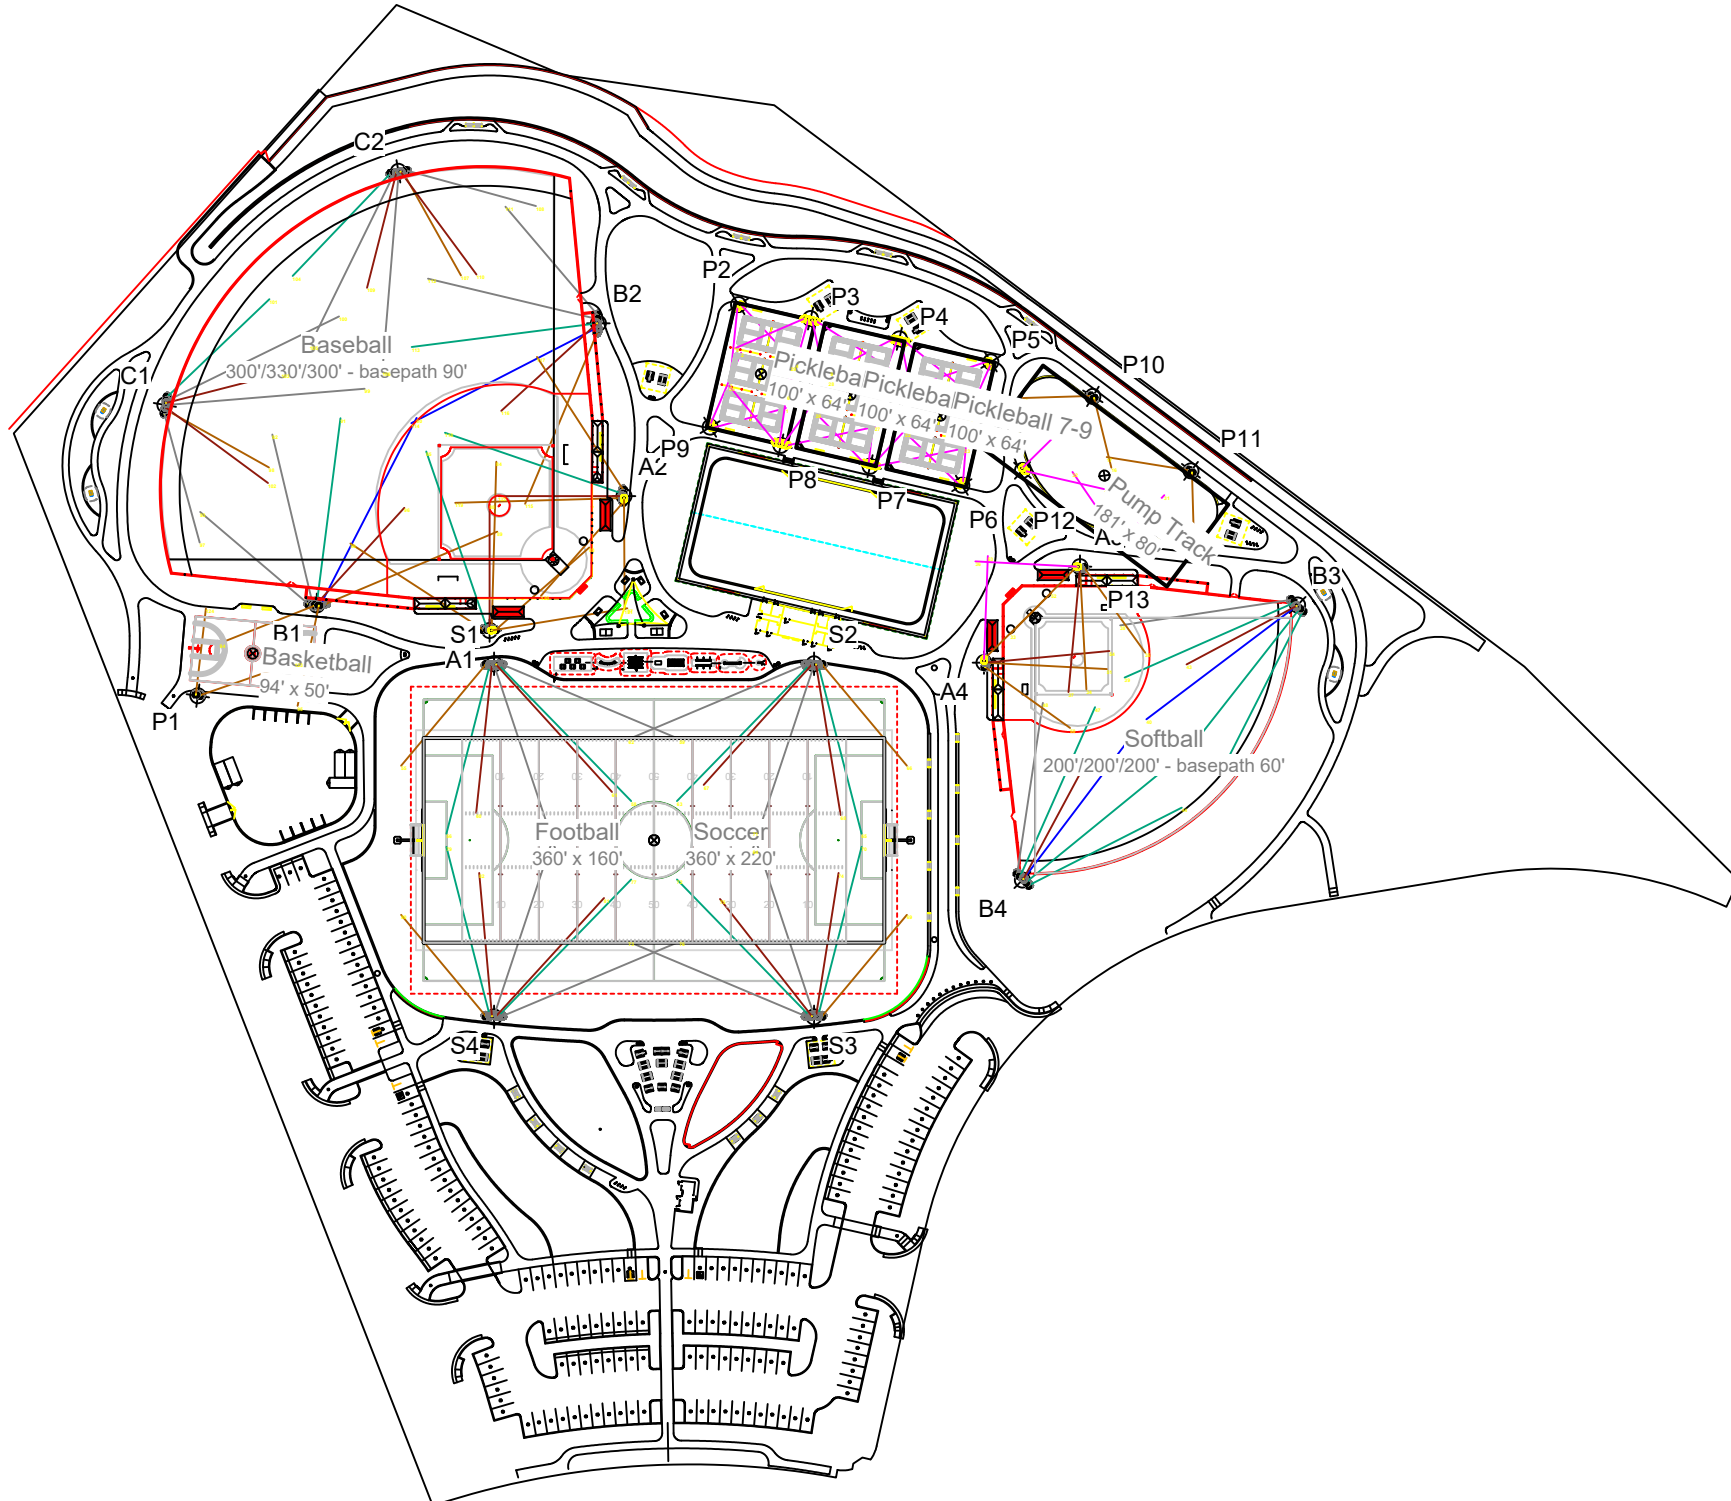 C2
P2
B2
P3
P4
P5
P10
Baseball
300'/330'/300' - basepath 90'
C1
Pickleba
Pickleba
Pickleball 7-9
100' x 64'
100' x 64'
100' x 64'
P11
A2
P9
P8
P7
P6
P12
Pump Track
181' x 80'
B3
P13
B1
S1
A1
S2
Basketball
94' x 50'
P1
A4
Softball
200'/200'/200' - basepath 60'
Football
360' x 160'
Soccer
360' x 220'
B4
S4
S3